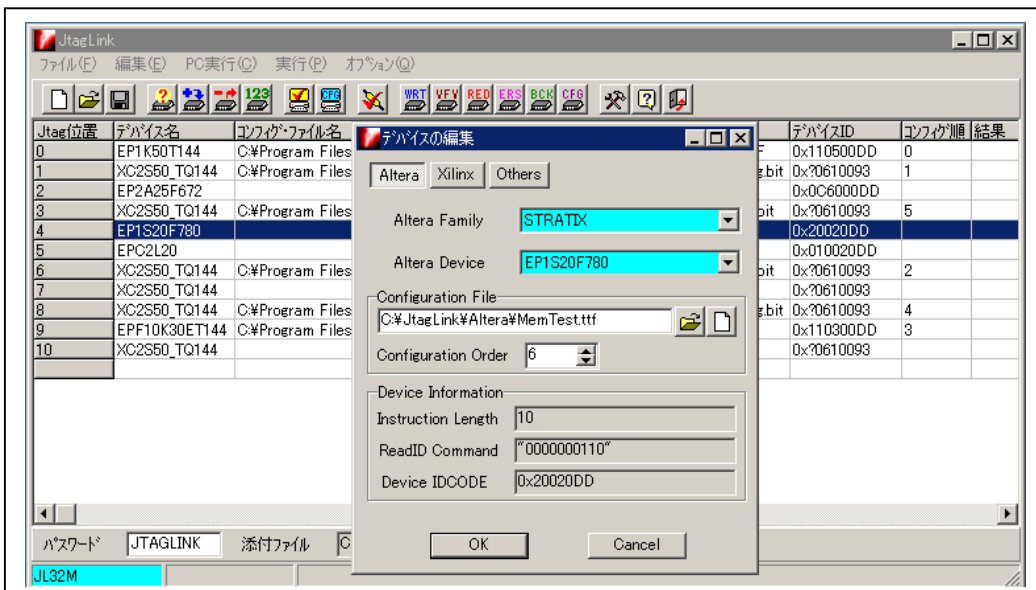 JtagLink
ファイル(F) 編集(E) PC実行(C) 実行(P) オプション(O)
123 CFG WRT VFY RED ERS BCK CFG
Jtag位置 デバイス名 コンフィグ・ファイル名 デバイスID コンフィグ順 結果
0 EP1K50T144 C:¥Program Files F 0x110500DD 0
1 XC2S50_TQ144 C:¥Program Files g.bit 0x?0610093 1
2 EP2A25F672 0x0C6000DD
3 XC2S50_TQ144 C:¥Program Files bit 0x?0610093 5
4 EP1S20F780 0x20020DD
5 EPC2L20 0x010020DD
6 XC2S50_TQ144 C:¥Program Files bit 0x?0610093 2
7 XC2S50_TQ144 0x?0610093
8 XC2S50_TQ144 C:¥Program Files g.bit 0x?0610093 4
9 EPF10K30ET144 C:¥Program Files 0x110300DD 3
10 XC2S50_TQ144 0x?0610093
デバイスの編集
Altera Xilinx Others
Altera Family STRATIX
Altera Device EP1S20F780
Configuration File
C:¥JtagLink¥Altera¥MemTest.ttf
Configuration Order 6
Device Information
Instruction Length 10
ReadID Command "0000000110"
Device IDCODE 0x20020DD
OK Cancel
パスワード JTAGLINK 添付ファイル C
JL32M